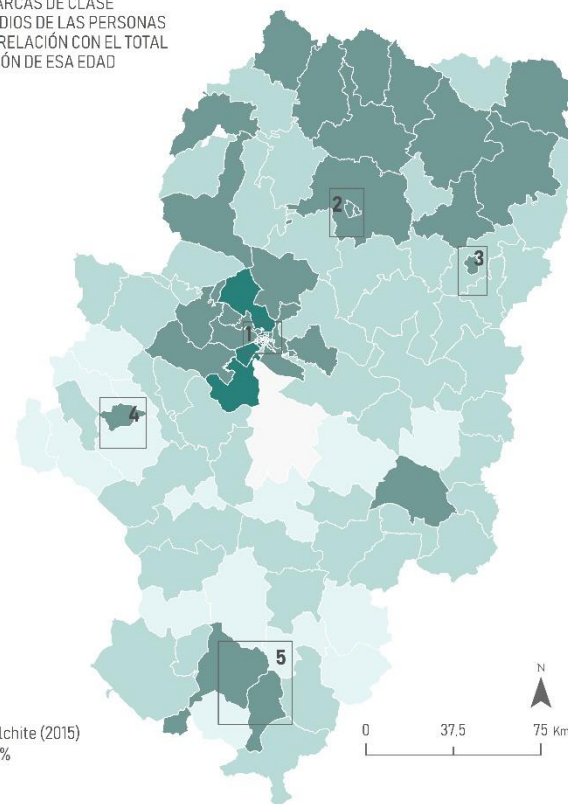 ARCAS DE CLASE
DIOS DE LAS PERSONAS
RELACIÓN CON EL TOTAL
IÓN DE ESA EDAD
2
3
1
4
5
N
lchite (2015)
%
0 37,5 75 Km